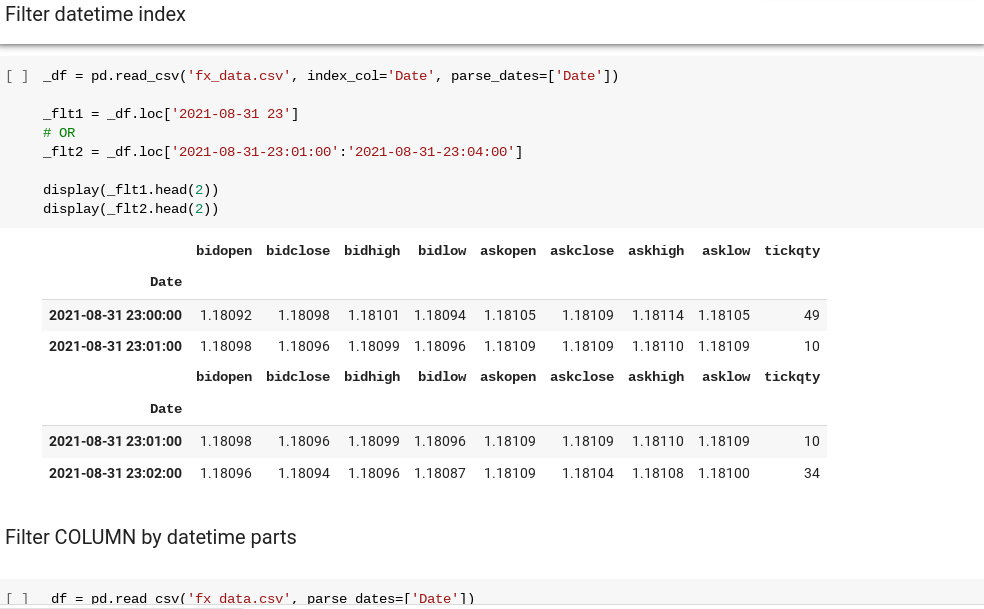 Filter datetime index
[ ] _df = pd.read_csv('fx_data.csv', index_col='Date', parse_dates=['Date'])
_flt1 = _df.loc['2021-08-31 23']
# OR
_flt2 = _df.loc['2021-08-31-23:01:00':'2021-08-31-23:04:00']
display(_flt1.head(2))
display(_flt2.head(2))
bidopen bidclose bidhigh bidlow askopen askclose askhigh asklow tickqty
Date
2021-08-31 23:00:00 1.18092 1.18098 1.18101 1.18094 1.18105 1.18109 1.18114 1.18105 49
2021-08-31 23:01:00 1.18098 1.18096 1.18099 1.18096 1.18109 1.18109 1.18110 1.18109 10
bidopen bidclose bidhigh bidlow askopen askclose askhigh asklow tickqty
Date
2021-08-31 23:01:00 1.18098 1.18096 1.18099 1.18096 1.18109 1.18109 1.18110 1.18109 10
2021-08-31 23:02:00 1.18096 1.18094 1.18096 1.18087 1.18109 1.18104 1.18108 1.18100 34
Filter COLUMN by datetime parts
[ ] _df = pd.read_csv('fx_data.csv', parse_dates=['Date'])